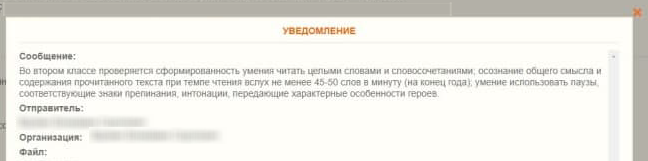 УВЕДОМЛЕНИЕ
Сообщение:
Во втором классе проверяется сформированность умения читать целыми словами и словосочетаниями; осознание общего смысла и
содержания прочитанного текста при темпе чтения вслух не менее 45-50 слов в минуту (на конец года); умение использовать паузы,
соответствующие знаки препинания, интонации, передающие характерные особенности героев.
Отправитель:
Организация:
Файл: